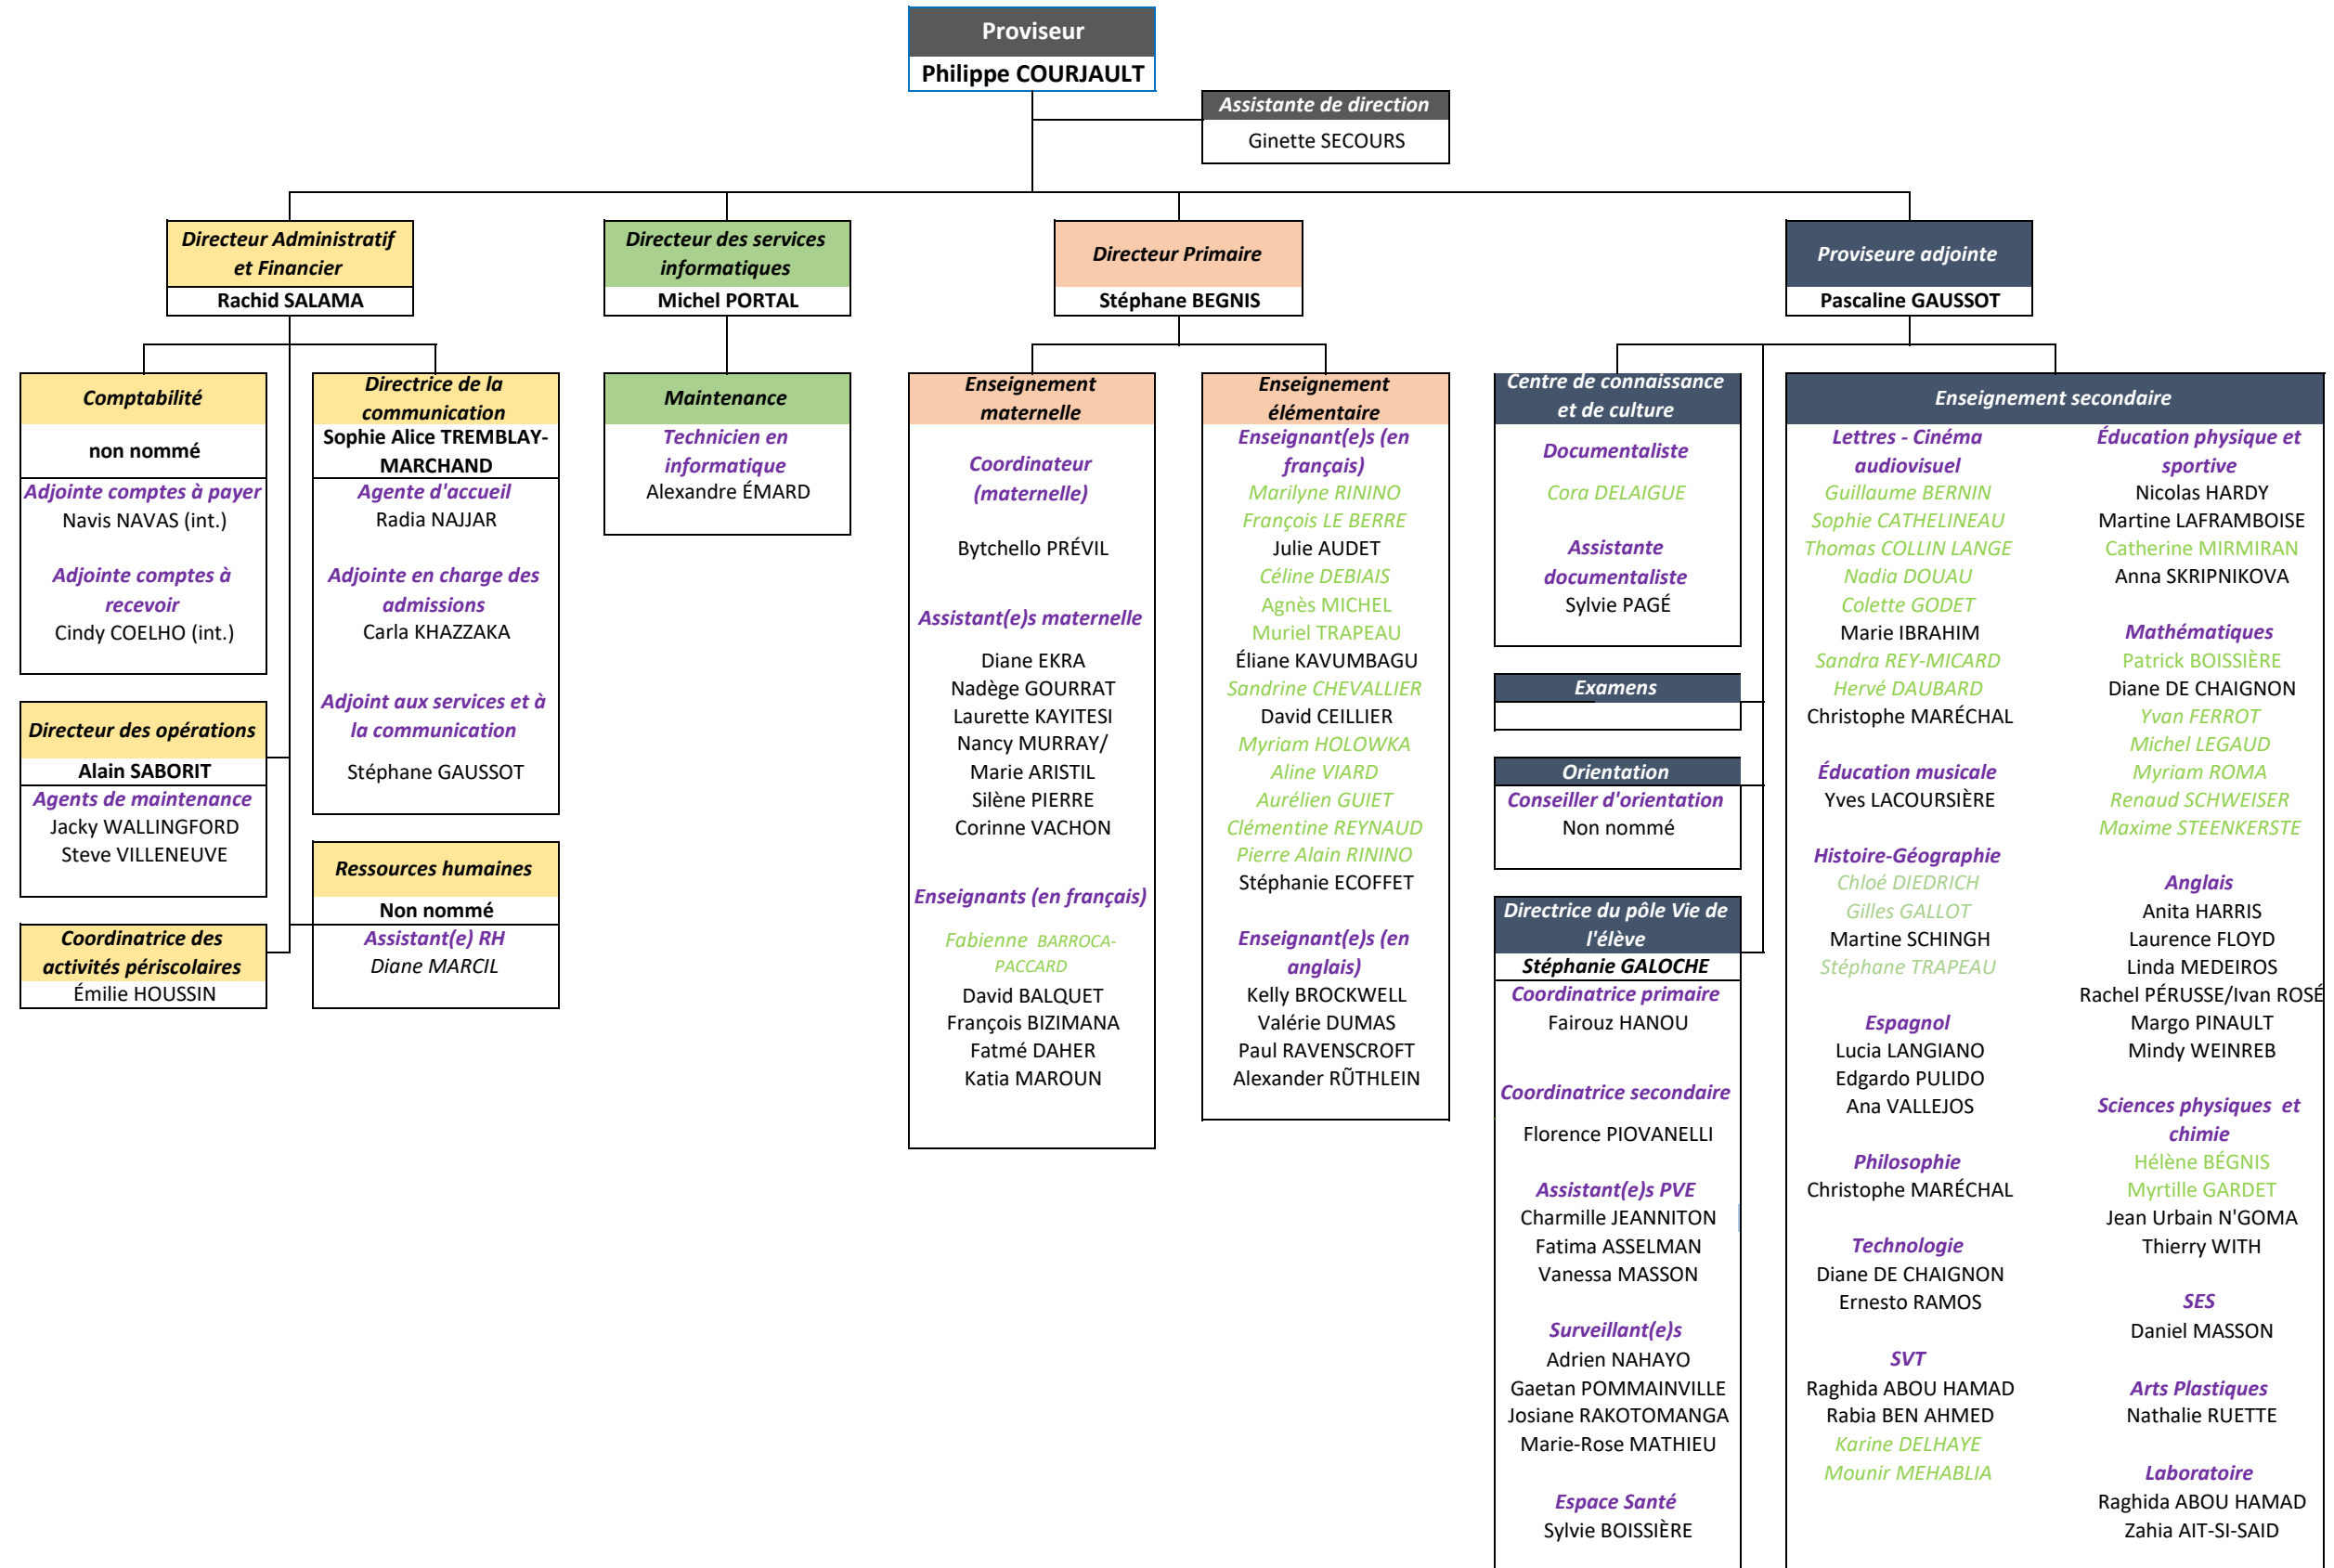 Proviseur
Philippe COURJAULT
Assistante de direction
Ginette SECOURS
Directeur Administratif
et Financier
Rachid SALAMA
Directeur des services
informatiques
Michel PORTAL
Directeur Primaire
Stéphane BEGNIS
Proviseure adjointe
Pascaline GAUSSOT
Comptabilité
non nommé
Adjointe comptes à payer
Navis NAVAS (int.)
Adjointe comptes à
recevoir
Cindy COELHO (int.)
Directeur des opérations
Alain SABORIT
Agents de maintenance
Jacky WALLINGFORD
Steve VILLENEUVE
Coordinatrice des
activités périscolaires
Émilie HOUSSIN
Directrice de la
communication
Sophie Alice TREMBLAY-
MARCHAND
Agente d'accueil
Radia NAJJAR
Adjointe en charge des
admissions
Carla KHAZZAKA
Adjoint aux services et à
la communication
Stéphane GAUSSOT
Ressources humaines
Non nommé
Assistant(e) RH
Diane MARCIL
Maintenance
Technicien en
informatique
Alexandre ÉMARD
Enseignement
maternelle
Coordinateur
(maternelle)
Bytchello PRÉVIL
Assistant(e)s maternelle
Diane EKRA
Nadège GOURRAT
Laurette KAYITESI
Nancy MURRAY/
Marie ARISTIL
Silène PIERRE
Corinne VACHON
Enseignants (en français)
Fabienne BARROCA-
PACCARD
David BALQUET
François BIZIMANA
Fatmé DAHER
Katia MAROUN
Enseignement
élémentaire
Enseignant(e)s (en
français)
Marilyne RININO
François LE BERRE
Julie AUDET
Céline DEBIAIS
Agnès MICHEL
Muriel TRAPEAU
Éliane KAVUMBAGU
Sandrine CHEVALLIER
David CEILLIER
Myriam HOLOWKA
Aline VIARD
Aurélien GUIET
Clémentine REYNAUD
Pierre Alain RININO
Stéphanie ECOFFET
Enseignant(e)s (en
anglais)
Kelly BROCKWELL
Valérie DUMAS
Paul RAVENSCROFT
Alexander RŨTHLEIN
Centre de connaissance
et de culture
Documentaliste
Cora DELAIGUE
Assistante
documentaliste
Sylvie PAGÉ
Examens
Orientation
Conseiller d'orientation
Non nommé
Directrice du pôle Vie de
l'élève
Stéphanie GALOCHE
Coordinatrice primaire
Fairouz HANOU
Coordinatrice secondaire
Florence PIOVANELLI
Assistant(e)s PVE
Charmille JEANNITON
Fatima ASSELMAN
Vanessa MASSON
Surveillant(e)s
Adrien NAHAYO
Gaetan POMMAINVILLE
Josiane RAKOTOMANGA
Marie-Rose MATHIEU
Espace Santé
Sylvie BOISSIÈRE
Enseignement secondaire
Lettres - Cinéma
audiovisuel
Guillaume BERNIN
Sophie CATHELINEAU
Thomas COLLIN LANGE
Nadia DOUAU
Colette GODET
Marie IBRAHIM
Sandra REY-MICARD
Hervé DAUBARD
Christophe MARÉCHAL
Éducation musicale
Yves LACOURSIÈRE
Histoire-Géographie
Chloé DIEDRICH
Gilles GALLOT
Martine SCHINGH
Stéphane TRAPEAU
Espagnol
Lucia LANGIANO
Edgardo PULIDO
Ana VALLEJOS
Philosophie
Christophe MARÉCHAL
Technologie
Diane DE CHAIGNON
Ernesto RAMOS
SVT
Raghida ABOU HAMAD
Rabia BEN AHMED
Karine DELHAYE
Mounir MEHABLIA
Éducation physique et
sportive
Nicolas HARDY
Martine LAFRAMBOISE
Catherine MIRMIRAN
Anna SKRIPNIKOVA
Mathématiques
Patrick BOISSIÈRE
Diane DE CHAIGNON
Yvan FERROT
Michel LEGAUD
Myriam ROMA
Renaud SCHWEISER
Maxime STEENKERSTE
Anglais
Anita HARRIS
Laurence FLOYD
Linda MEDEIROS
Rachel PÉRUSSE/Ivan ROSÉ
Margo PINAULT
Mindy WEINREB
Sciences physiques et
chimie
Hélène BÉGNIS
Myrtille GARDET
Jean Urbain N'GOMA
Thierry WITH
SES
Daniel MASSON
Arts Plastiques
Nathalie RUETTE
Laboratoire
Raghida ABOU HAMAD
Zahia AIT-SI-SAID